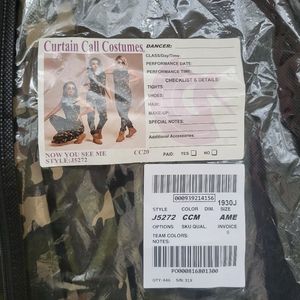 Curtain Call Costumes
DANCER:
CLASS/Day/Time:
PERFORMANCE DATE:
PERFORMANCE TIME:
CHECKLIST & DETAILS:
TIGHTS:
SHOES:
HAIR:
MAKE-UP:
SPECIAL NOTES:
Additional Accessories:
NOW YOU SEE ME
CC20
STYLE: J5272
PAID: YES NO
000939214156
1930J
STYLE COLOR DIM. SIZE
J5272 CCM AME
OPTIONS SKU QUAL. INVOICE
TEAM COLORS:
NOTES:
PO000816801300